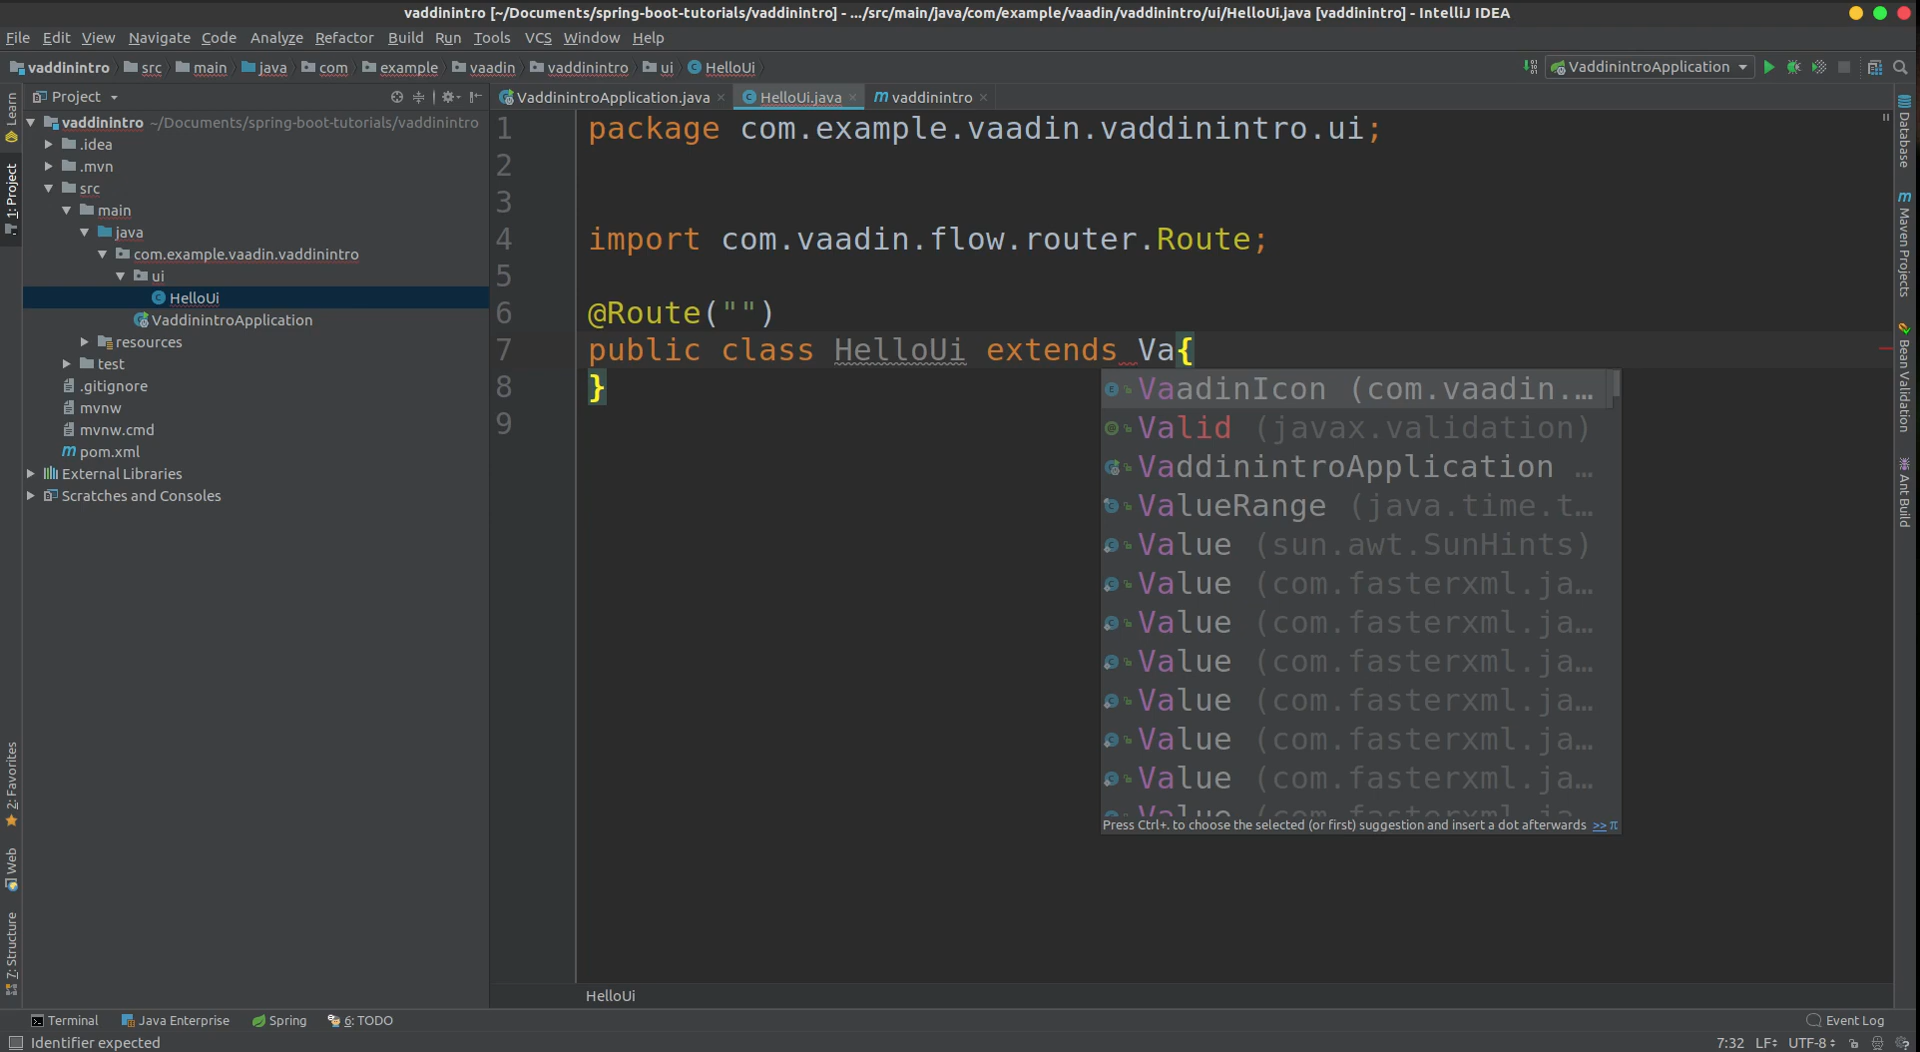 vaddinintro [~/Documents/spring-boot-tutorials/vaddinintro] - .../src/main/java/com/example/vaadin/vaddinintro/ui/HelloUi.java [vaddinintro] - IntelliJ IDEA
File Edit View Navigate Code Analyze Refactor Build Run Tools VCS Window Help
vaddinintro src main java com example vaadin vaddinintro ui HelloUi VaddinintroApplication
Learn
1: Project
2: Favorites
Web
7: Structure
Project
vaddinintro ~/Documents/spring-boot-tutorials/vaddinintro
.idea
.mvn
src
main
java
com.example.vaadin.vaddinintro
ui
HelloUi
VaddinintroApplication
resources
test
.gitignore
mvnw
mvnw.cmd
pom.xml
External Libraries
Scratches and Consoles
VaddinintroApplication.java HelloUi.java vaddinintro
1 package com.example.vaadin.vaddinintro.ui;
2
3
4 import com.vaadin.flow.router.Route;
5
6 @Route("")
7 public class HelloUi extends Va{
8 }
9
VaadinIcon (com.vaadin.…
Valid (javax.validation)
VaddinintroApplication …
ValueRange (java.time.t…
Value (sun.awt.SunHints)
Value (com.fasterxml.ja…
Value (com.fasterxml.ja…
Value (com.fasterxml.ja…
Value (com.fasterxml.ja…
Value (com.fasterxml.ja…
Value (com.fasterxml.ja…
Value (com.fasterxml.ja…
Press Ctrl+. to choose the selected (or first) suggestion and insert a dot afterwards >> π
HelloUi
Database
Maven Projects
Bean Validation
Ant Build
Terminal Java Enterprise Spring 6: TODO Event Log
Identifier expected 7:32 LF UTF-8